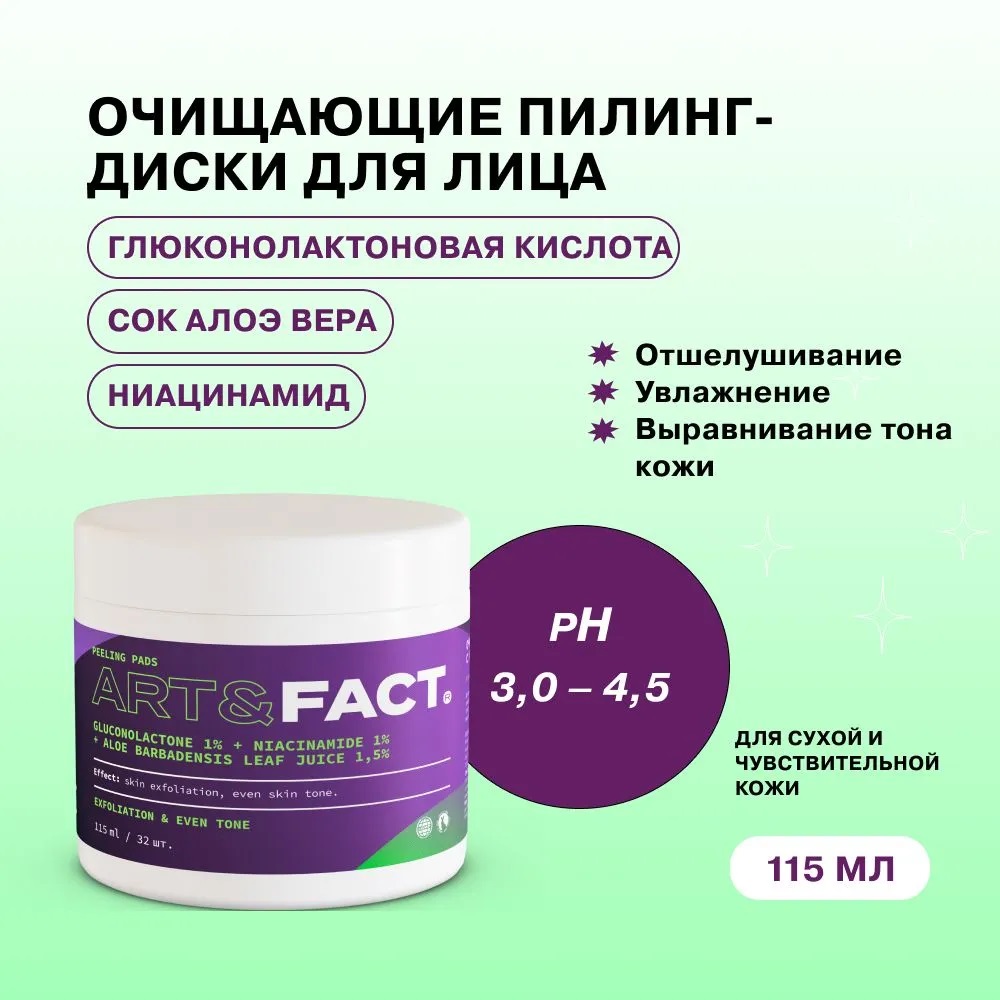 ОЧИЩАЮЩИЕ ПИЛИНГ-
ДИСКИ ДЛЯ ЛИЦА
ГЛЮКОНОЛАКТОНОВАЯ КИСЛОТА
СОК АЛОЭ ВЕРА
НИАЦИНАМИД
Отшелушивание
Увлажнение
Выравнивание тона
кожи
PEELING PADS
ART&FACT.®
GLUCONOLACTONE 1% + NIACINAMIDE 1%
+ ALOE BARBADENSIS LEAF JUICE 1,5%
Effect: skin exfoliation, even skin tone.
EXFOLIATION & EVEN TONE
115 ml / 32 шт.
pH
3,0 – 4,5
ДЛЯ СУХОЙ И
ЧУВСТВИТЕЛЬНОЙ
КОЖИ
115 МЛ